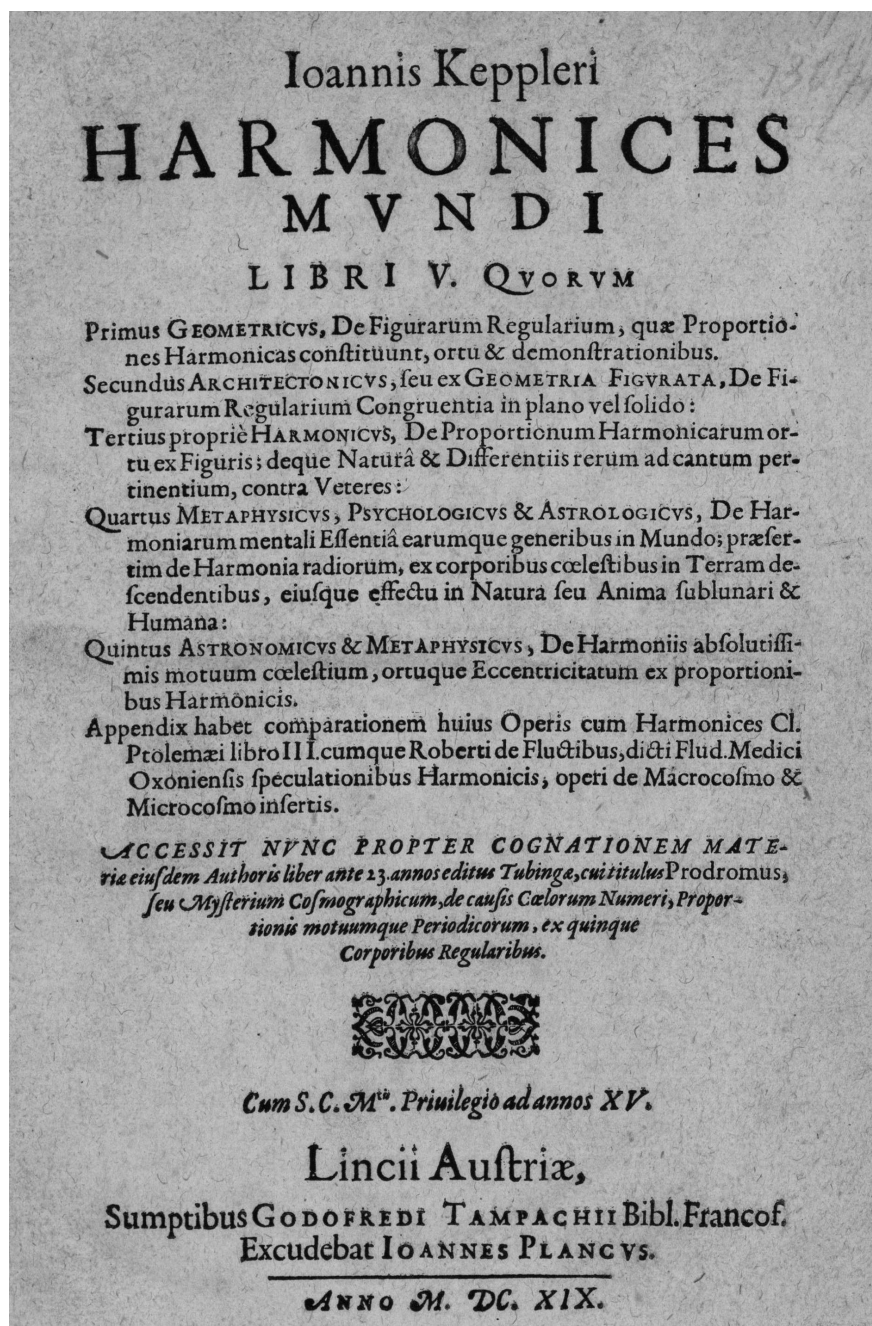 Ioannis Keppleri
HARMONICES
MVNDI
LIBRI V. QVORVM
Primus GEOMETRICVS, De Figurarum Regularium, quæ Proportio-
nes Harmonicas conſtituunt, ortu & demonſtrationibus.
Secundus ARCHITECTONICVS, ſeu ex GEOMETRIA FIGVRATA, De Fi-
gurarum Regularium Congruentia in plano vel ſolido:
Tertius propriè HARMONICVS, De Proportionum Harmonicarum or-
tu ex Figuris; deque Naturâ & Differentiis rerum ad cantum per-
tinentium, contra Veteres:
Quartus METAPHYSICVS, PSYCHOLOGICVS & ASTROLOGICVS, De Har-
moniarum mentali Eſſentiâ earumque generibus in Mundo; præſer-
tim de Harmonia radiorum, ex corporibus cœleſtibus in Terram de-
ſcendentibus, eiuſque effectu in Natura ſeu Anima ſublunari &
Humana:
Quintus ASTRONOMICVS & METAPHYSICVS, De Harmoniis abſolutiſſi-
mis motuum cœleſtium, ortuque Eccentricitatum ex proportioni-
bus Harmonicis.
Appendix habet comparationem huius Operis cum Harmonices Cl.
Ptolemæi libro III. cumque Roberti de Fluctibus, dicti Flud. Medici
Oxonienſis ſpeculationibus Harmonicis, operi de Macrocoſmo &
Microcoſmo inſertis.
ACCESSIT NVNC PROPTER COGNATIONEM MATE-
riæ eiuſdem Authoris liber ante 23. annos editus Tubingæ, cui titulus Prodromus,
ſeu Myſterium Coſmographicum, de cauſis Cœlorum Numeri, Propor-
tionis motuumque Periodicorum, ex quinque
Corporibus Regularibus.
Cum S. C. Mtis. Priuilegio ad annos XV.
Lincii Auſtriæ,
Sumptibus GODOFREDI TAMPACHII Bibl. Francof.
Excudebat IOANNES PLANCVS.
ANNO M. DC. XIX.